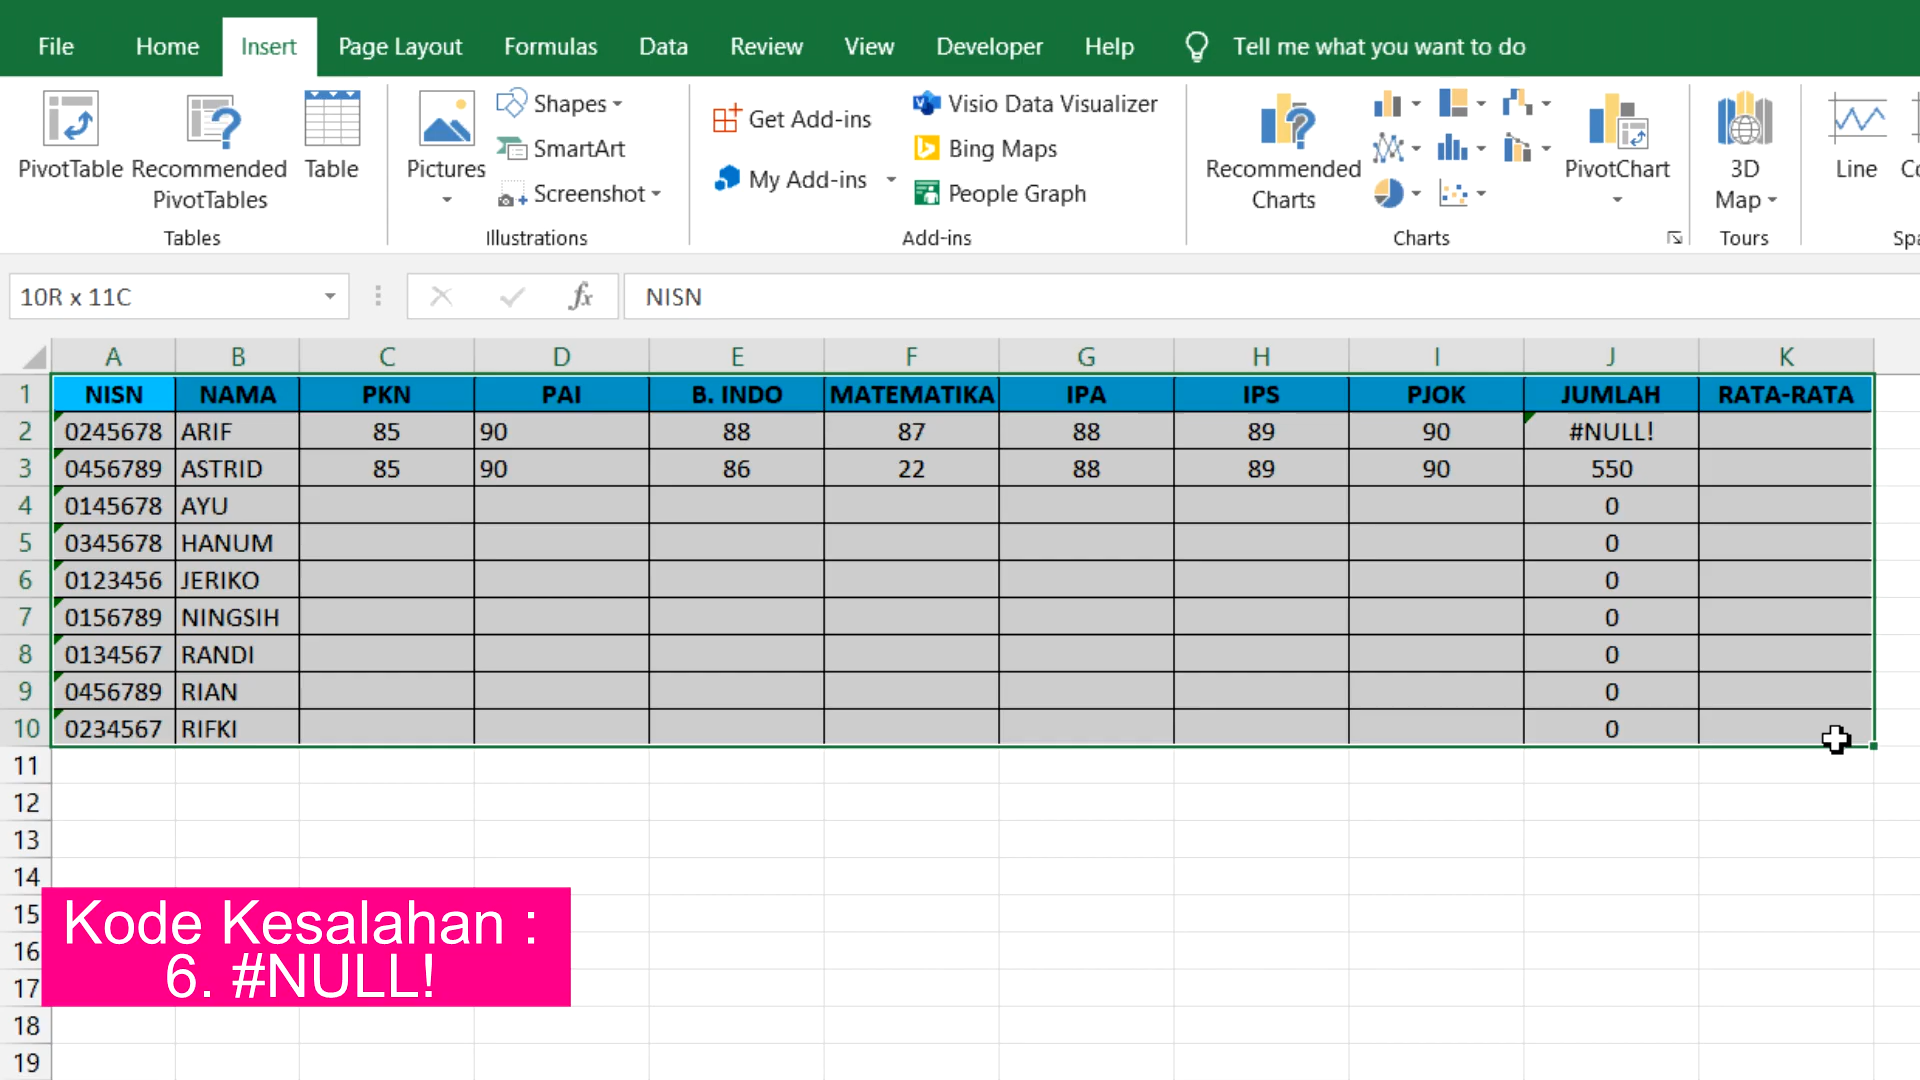 File Home Insert Page Layout Formulas Data Review View Developer Help Tell me what you want to do
PivotTable
Recommended
PivotTables
Table
Tables
Pictures
Shapes
SmartArt
Screenshot
Illustrations
Get Add-ins
My Add-ins
Visio Data Visualizer
Bing Maps
People Graph
Add-ins
Recommended
Charts
PivotChart
Charts
3D
Map
Tours
Line
10R x 11C fx NISN
A B C D E F G H I J K
1 NISN NAMA PKN PAI B. INDO MATEMATIKA IPA IPS PJOK JUMLAH RATA-RATA
2 0245678 ARIF 85 90 88 87 88 89 90 #NULL!
3 0456789 ASTRID 85 90 86 22 88 89 90 550
4 0145678 AYU 0
5 0345678 HANUM 0
6 0123456 JERIKO 0
7 0156789 NINGSIH 0
8 0134567 RANDI 0
9 0456789 RIAN 0
10 0234567 RIFKI 0
11
12
13
14
15
16
17
18
19
Kode Kesalahan :
6. #NULL!